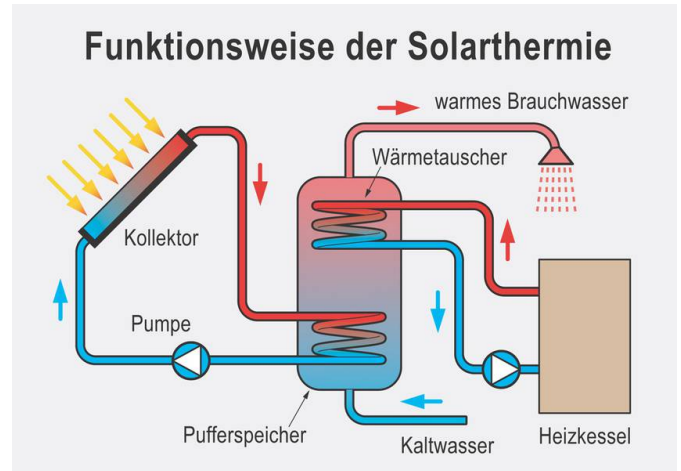 Funktionsweise der Solarthermie
warmes Brauchwasser
Wärmetauscher
Kollektor
Pumpe
Pufferspeicher
Kaltwasser
Heizkessel